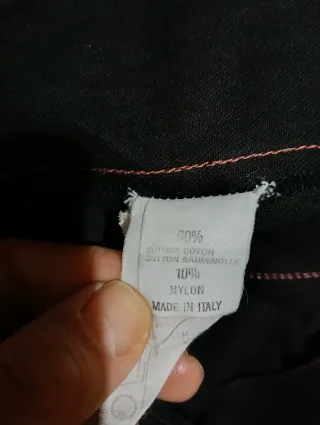 90%
COTONE COTON
COTTON BAUMWOLLE
10%
NYLON
MADE IN ITALY